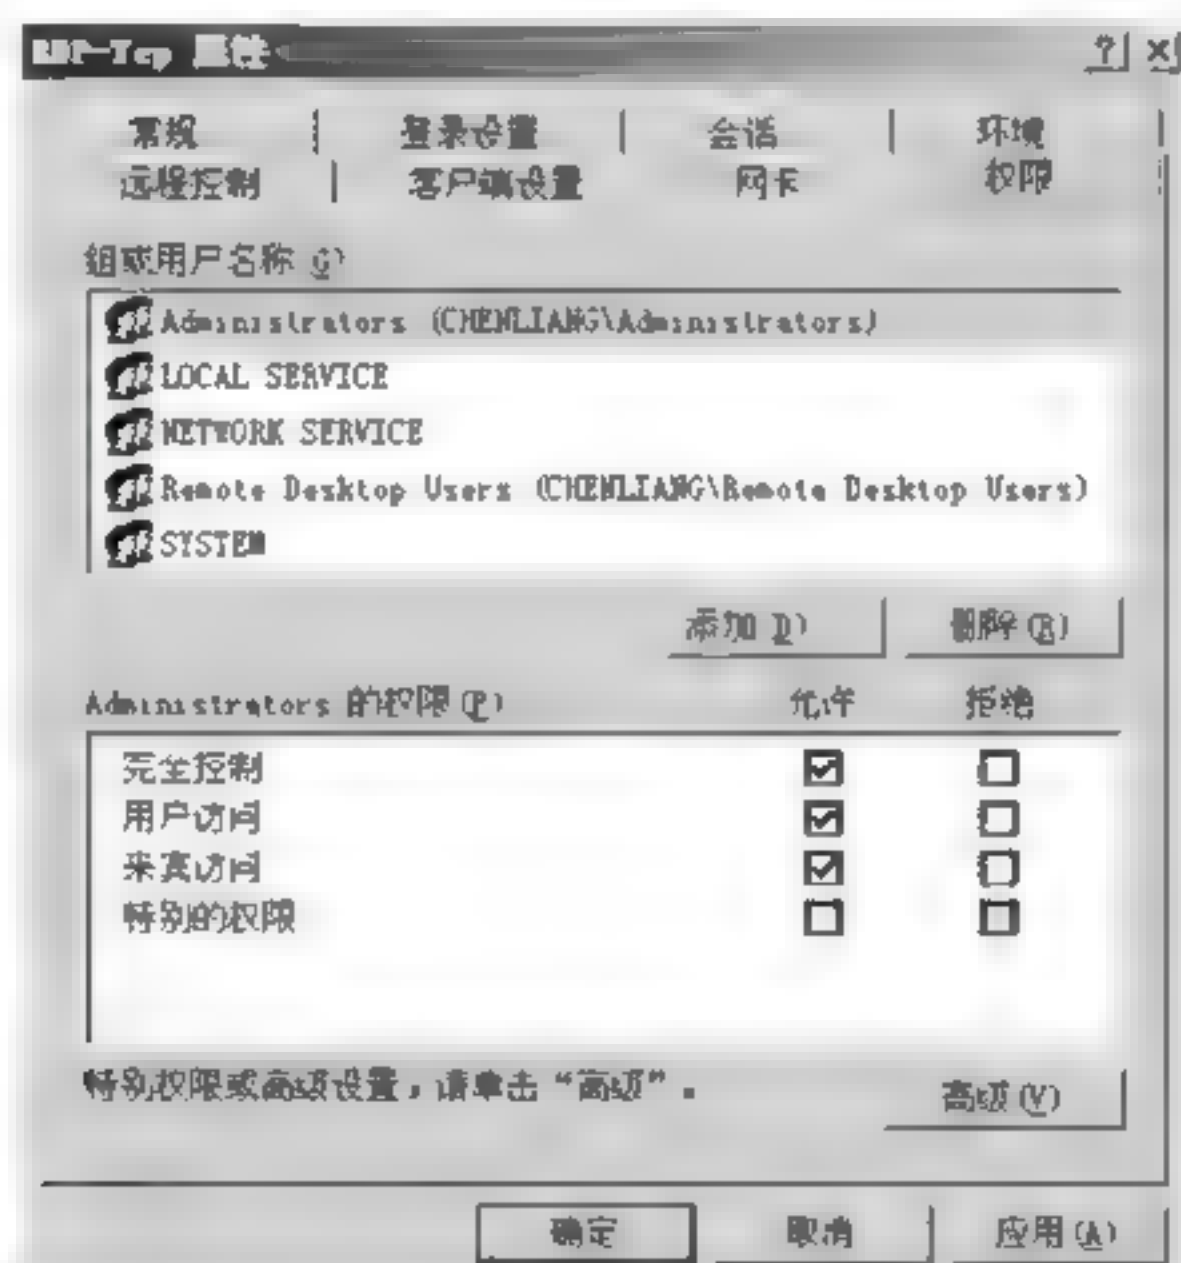 RDP-Tcp 属性 ? ×
常规 登录设置 会话 环境
远程控制 客户端设置 网卡 权限
组或用户名称(G)
Administrators (CHENLIANG\Administrators)
LOCAL SERVICE
NETWORK SERVICE
Remote Desktop Users (CHENLIANG\Remote Desktop Users)
SYSTEM
添加(D) 删除(R)
Administrators 的权限(P) 允许 拒绝
完全控制
用户访问
来宾访问
特别的权限
特别权限或高级设置，请单击“高级”。 高级(V)
确定 取消 应用(A)